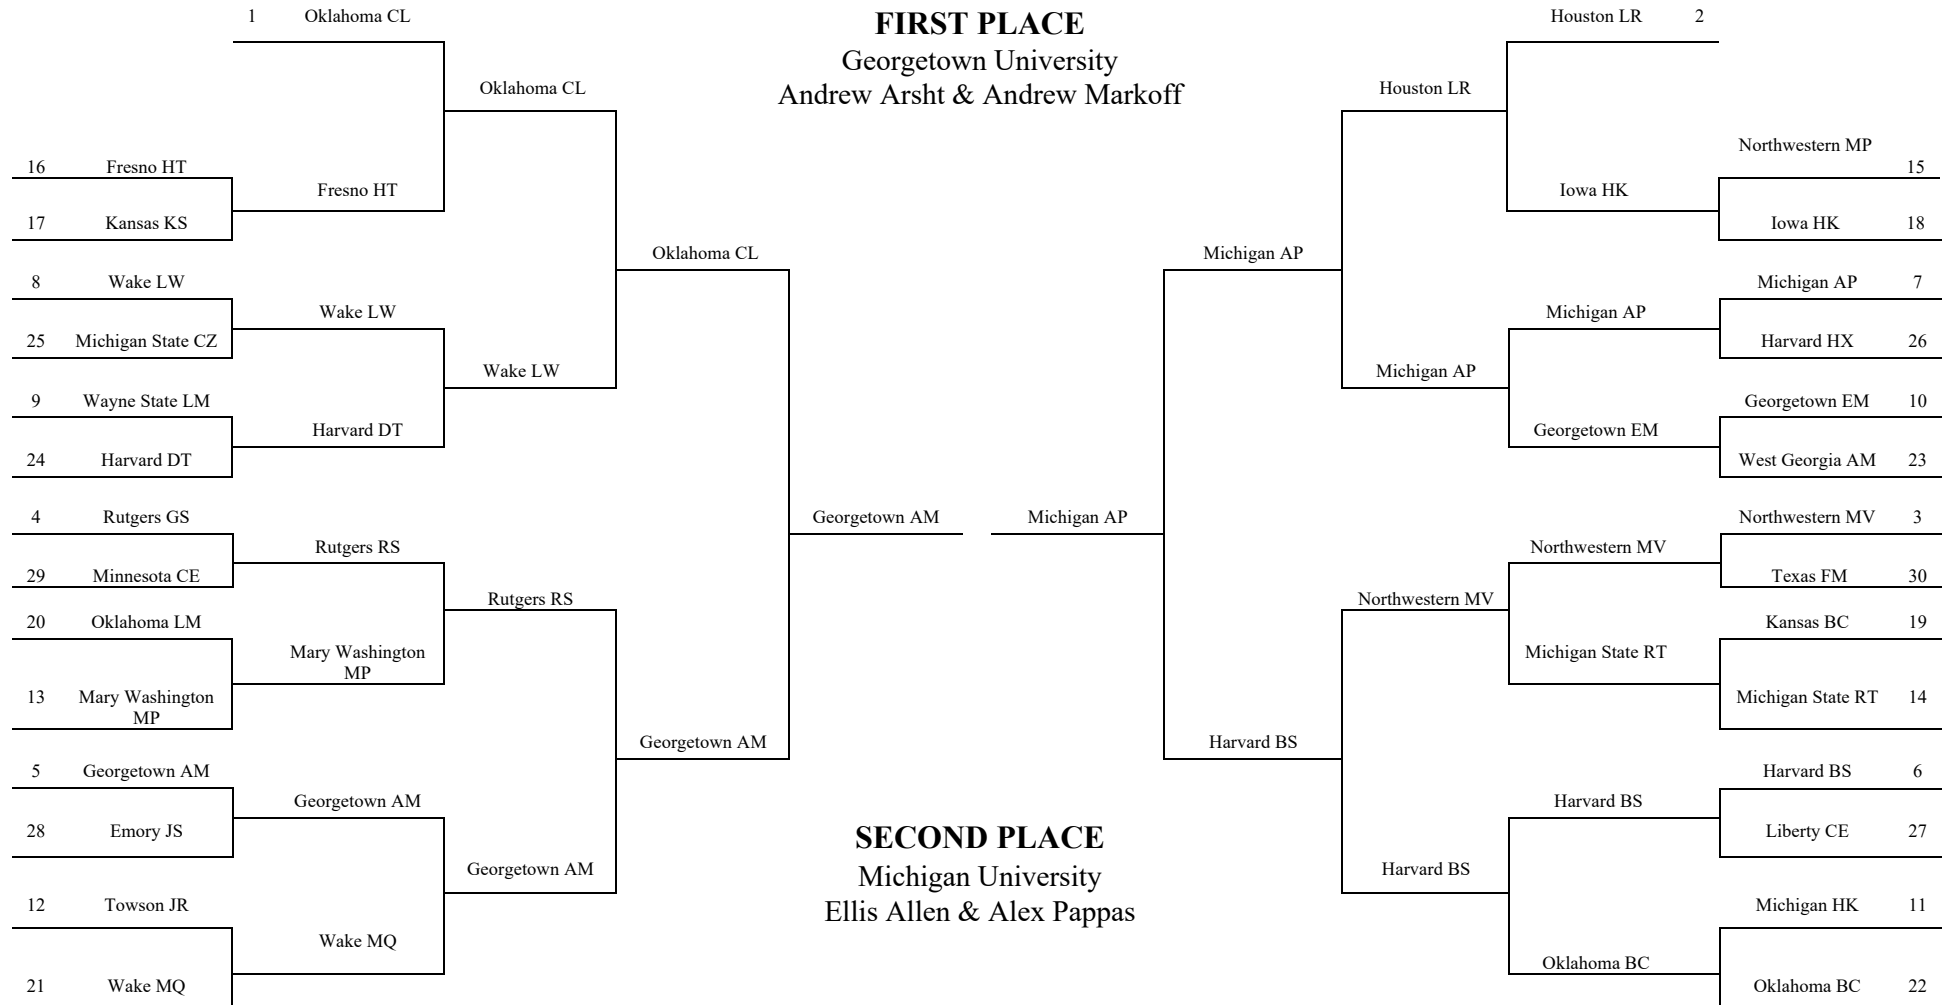 1 Oklahoma CL
FIRST PLACE
Georgetown University
Andrew Arsht & Andrew Markoff
Houston LR 2
Oklahoma CL
Houston LR
16 Fresno HT
Fresno HT
17 Kansas KS
8 Wake LW
Wake LW
25 Michigan State CZ
Wake LW
9 Wayne State LM
Harvard DT
24 Harvard DT
Oklahoma CL
4 Rutgers GS
Rutgers RS
29 Minnesota CE
Rutgers RS
20 Oklahoma LM
Mary Washington
MP
13 Mary Washington
MP
Georgetown AM
5 Georgetown AM
Georgetown AM
28 Emory JS
Georgetown AM
12 Towson JR
Wake MQ
21 Wake MQ
Georgetown AM
Michigan AP
Northwestern MP
15
Iowa HK
Iowa HK 18
Michigan AP
Michigan AP 7
Michigan AP
Harvard HX 26
Michigan AP
Georgetown EM 10
Georgetown EM
West Georgia AM 23
Northwestern MV 3
Northwestern MV
Texas FM 30
Northwestern MV
Kansas BC 19
Michigan State RT
Michigan State RT 14
Harvard BS
Harvard BS 6
Harvard BS
Liberty CE 27
Harvard BS
Michigan HK 11
Oklahoma BC
Oklahoma BC 22
SECOND PLACE
Michigan University
Ellis Allen & Alex Pappas